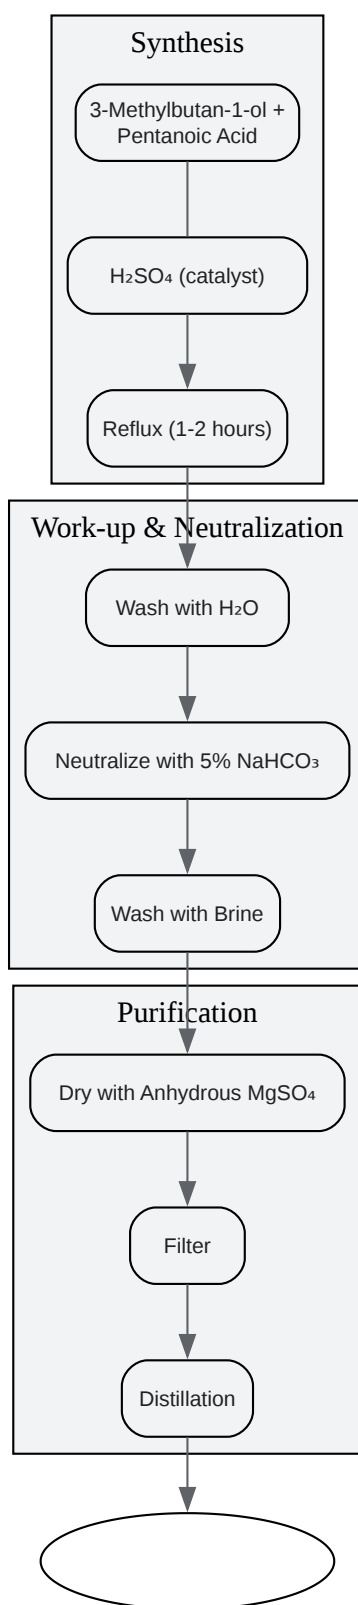 Synthesis
3-Methylbutan-1-ol +
Pentanoic Acid
H₂SO₄ (catalyst)
Reflux (1-2 hours)
Work-up & Neutralization
Wash with H₂O
Neutralize with 5% NaHCO₃
Wash with Brine
Purification
Dry with Anhydrous MgSO₄
Filter
Distillation